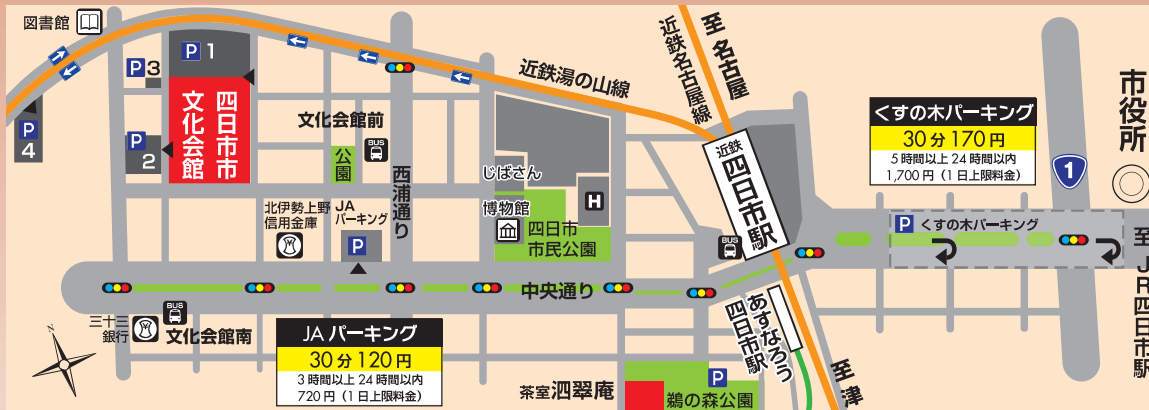 図書館
P 1
P 3
P 2
P 4
四日市市
文化会館
文化会館前
BUS
公園
西浦通り
近鉄湯の山線
近鉄名古屋線
至 名古屋
近鉄
四日市駅
じばさん
博物館
H
四日市
市民公園
北伊勢上野
信用金庫
JA
パーキング
P
BUS
くすの木パーキング
30分170円
5時間以上24時間以内
1,700円(1日上限料金)
1
市役所
P くすの木パーキング
至 JR四日市駅
中央通り
三十三
銀行
BUS
文化会館南
N
JAパーキング
30分120円
3時間以上24時間以内
720円(1日上限料金)
あすなろう
四日市駅
至 津
茶室 泗翠庵
P
鵜の森公園